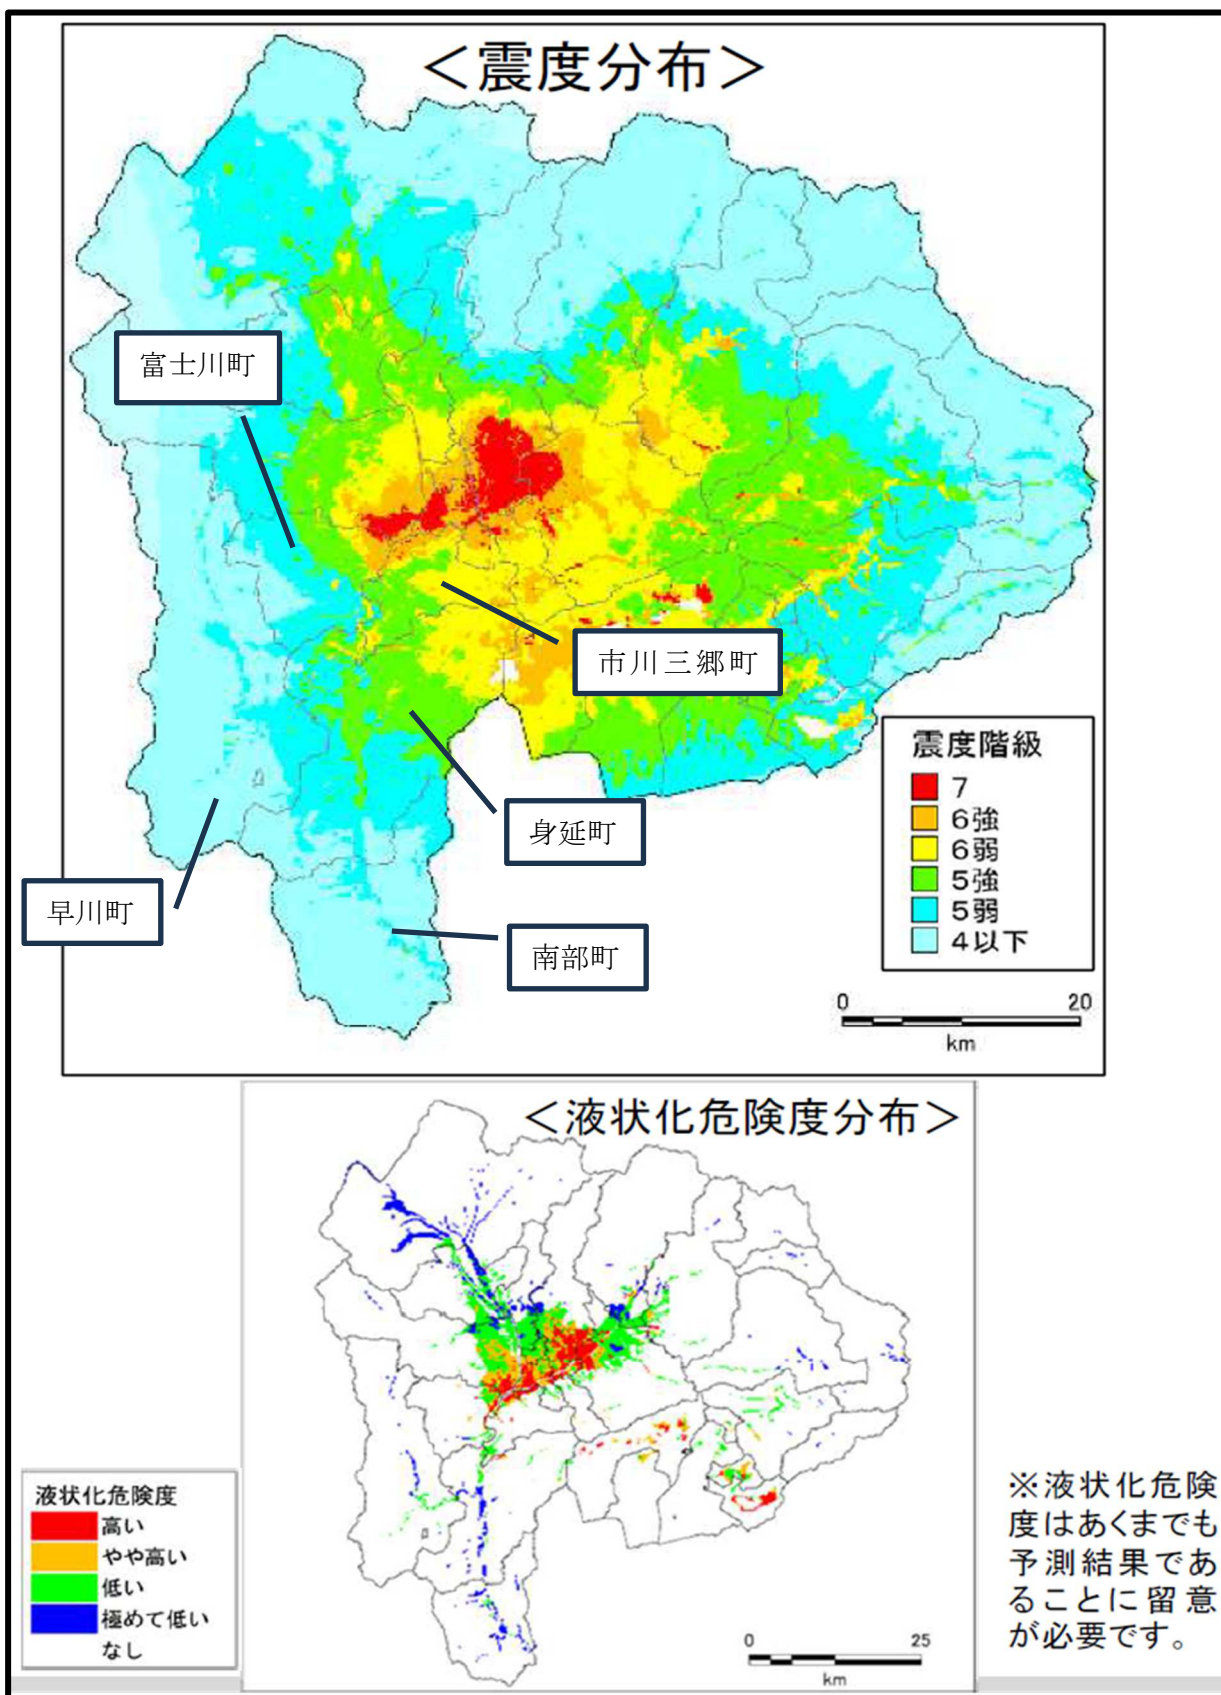 ＜震度分布＞
富士川町
市川三郷町
身延町
早川町
南部町
震度階級
7
6強
6弱
5強
5弱
4以下
0 20
km
＜液状化危険度分布＞
液状化危険度
高い
やや高い
低い
極めて低い
なし
0 25
km
※液状化危険
度はあくまでも
予測結果であ
ることに留意
が必要です。